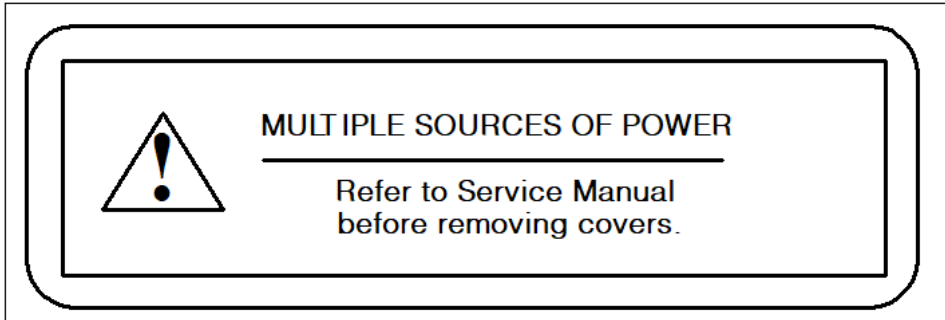 MULTIPLE SOURCES OF POWER
Refer to Service Manual
before removing covers.